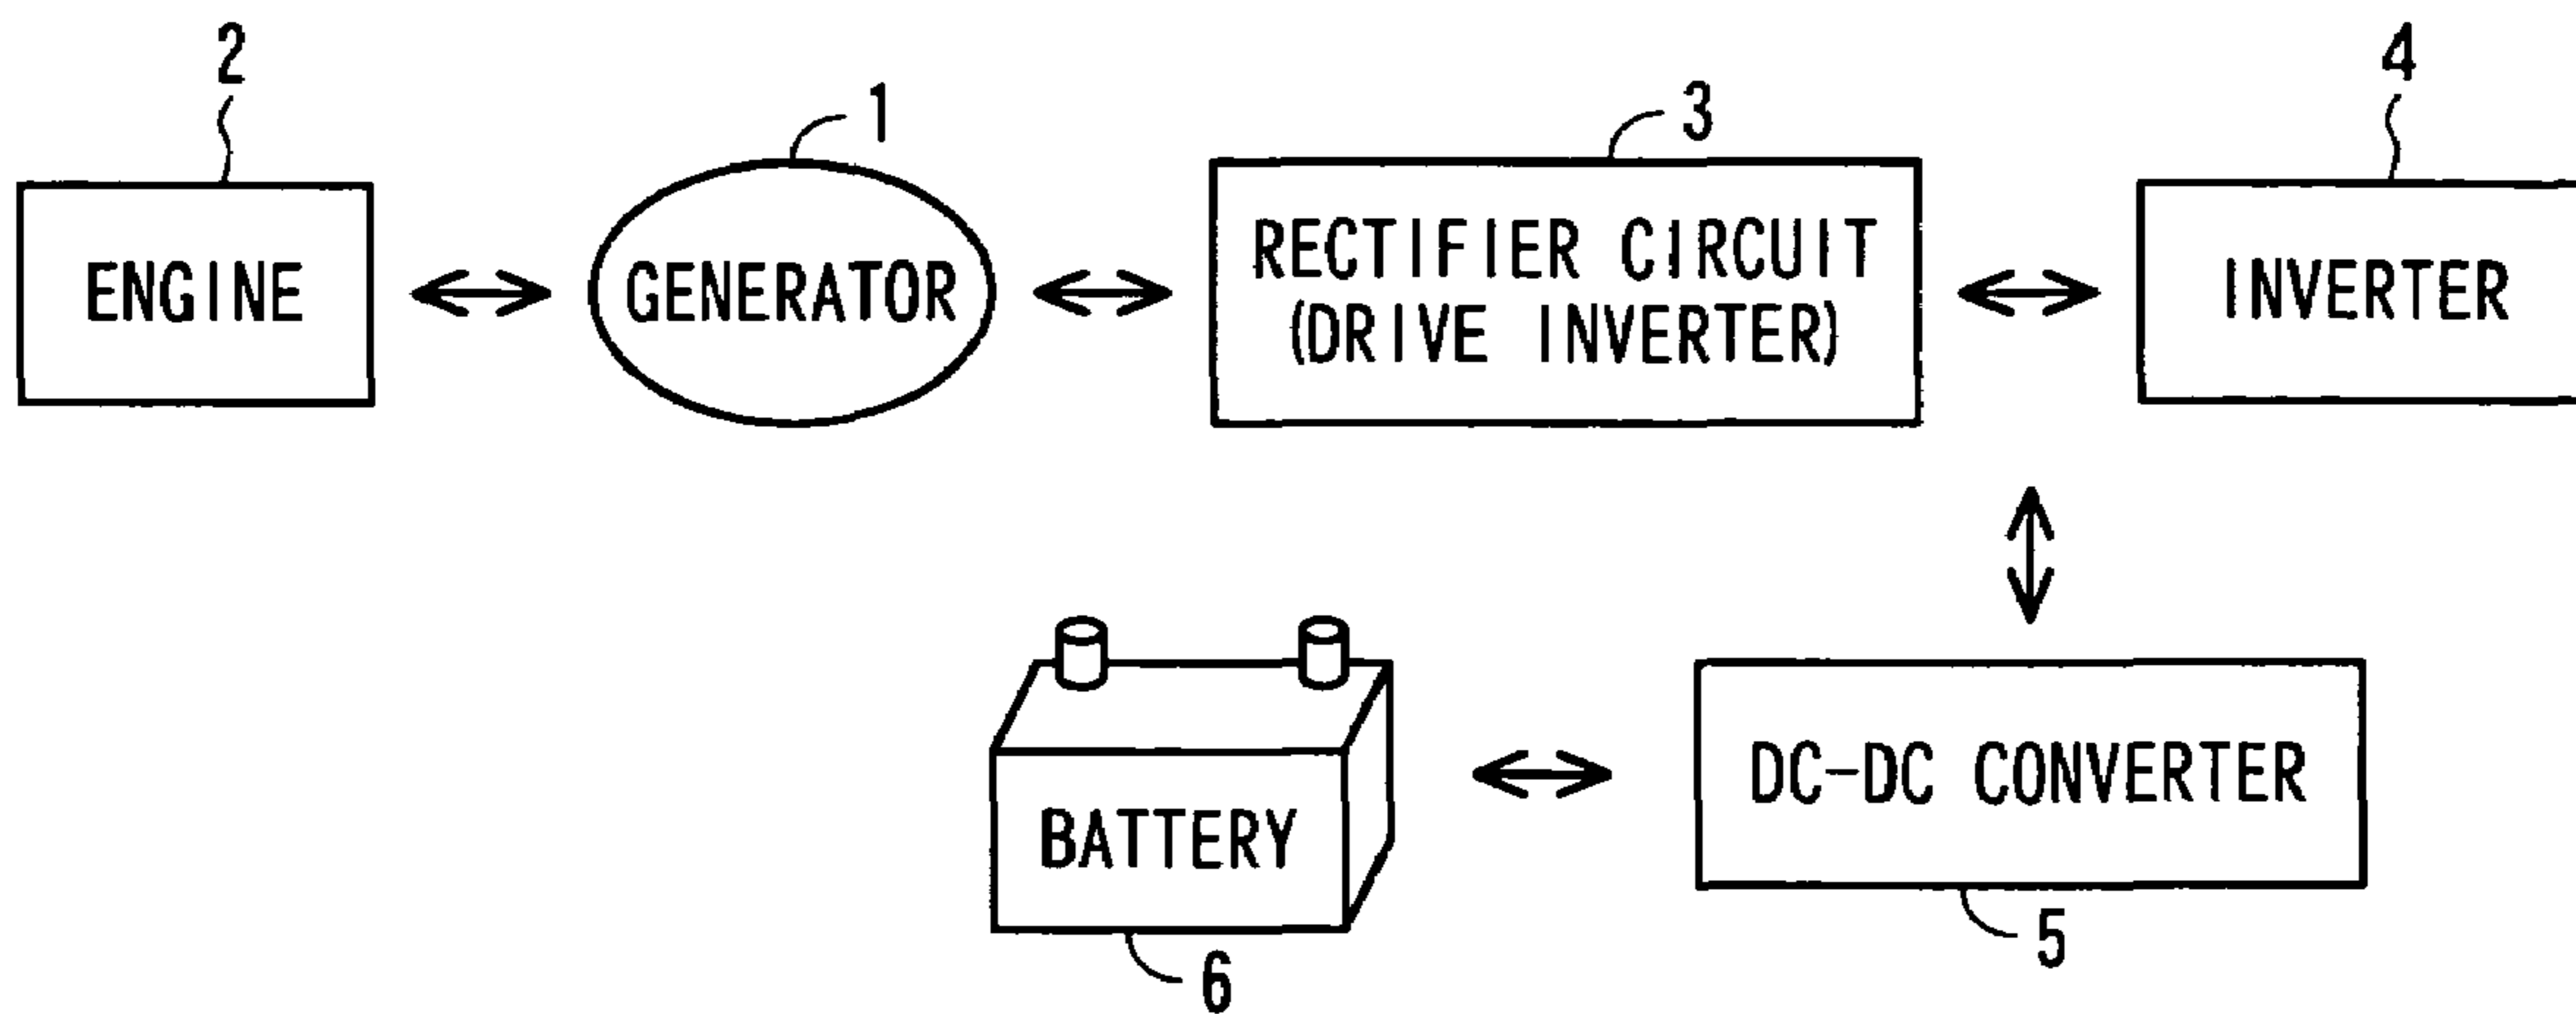 2
1
3
4
ENGINE
GENERATOR
RECTIFIER CIRCUIT
(DRIVE INVERTER)
INVERTER
BATTERY
DC-DC CONVERTER
6
5